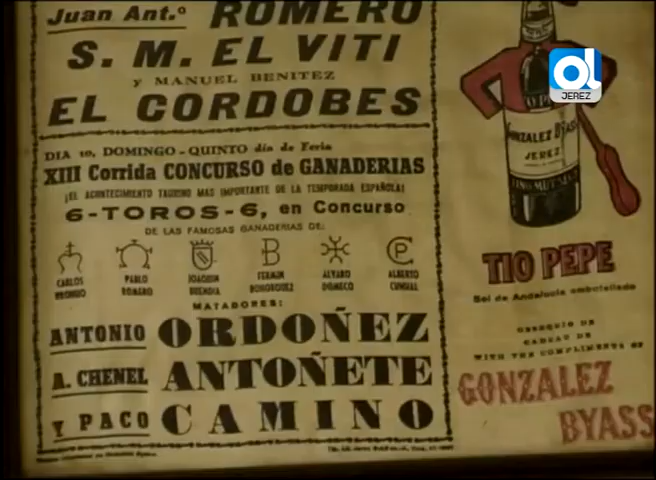 Juan Ant.º ROMERO
S. M. EL VITI
y MANUEL BENITEZ
EL CORDOBES
DIA 10, DOMINGO - QUINTO día de Feria
XIII Corrida CONCURSO de GANADERIAS
¡EL ACONTECIMIENTO TAURINO MAS IMPORTANTE DE LA TEMPORADA ESPAÑOLA!
6-TOROS-6, en Concurso
DE LAS FAMOSAS GANADERIAS DE:
CARLOS URQUIJO
PABLO ROMERO
JOAQUIN BUENDIA
FERMIN BOHORQUEZ
ALVARO DOMECQ
ALBERTO CUNHAL
MATADORES:
ANTONIO ORDOÑEZ
A. CHENEL ANTOÑETE
Y PACO CAMINO
GONZALEZ BYASS
JEREZ
TIO PEPE
Sol de Andalucía embotellado
OBSEQUIO DE
CADEAU DE
WITH THE COMPLIMENTS OF
GONZALEZ
BYASS
ol
JEREZ